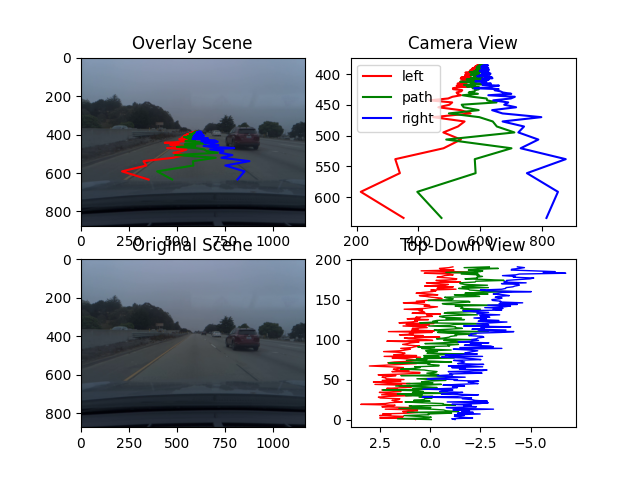 Overlay Scene
0
200
400
600
800
0 250 500 750 1000
Camera View
400
450
500
550
600
200 400 600 800
left
path
right
Original Scene
0
200
400
600
800
0 250 500 750 1000
Top-Down View
200
150
100
50
0
2.5 0.0 −2.5 −5.0